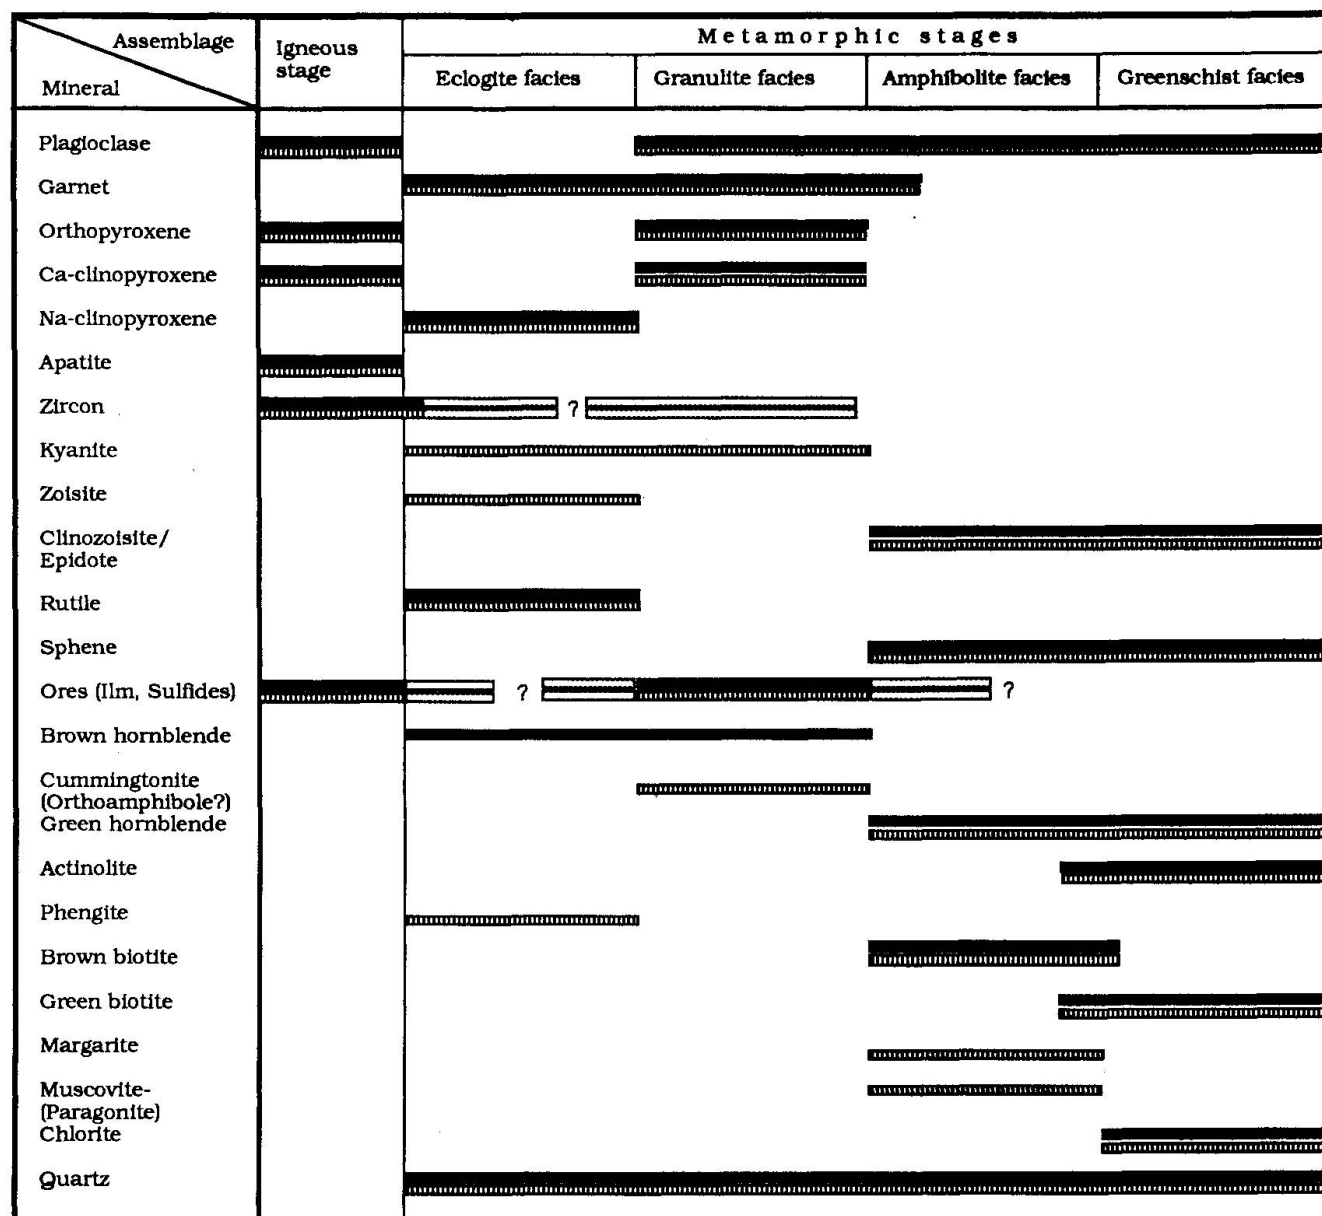 Assemblage
Mineral
Igneous
stage
Metamorphic stages
Eclogite facies
Granulite facies
Amphibolite facies
Greenschist facies
Plagioclase
Garnet
Orthopyroxene
Ca-clinopyroxene
Na-clinopyroxene
Apatite
Zircon
?
Kyanite
Zoisite
Clinozoisite/
Epidote
Rutile
Sphene
Ores (Ilm, Sulfides)
? ?
Brown hornblende
Cummingtonite
(Orthoamphibole?)
Green hornblende
Actinolite
Phengite
Brown biotite
Green biotite
Margarite
Muscovite-
(Paragonite)
Chlorite
Quartz